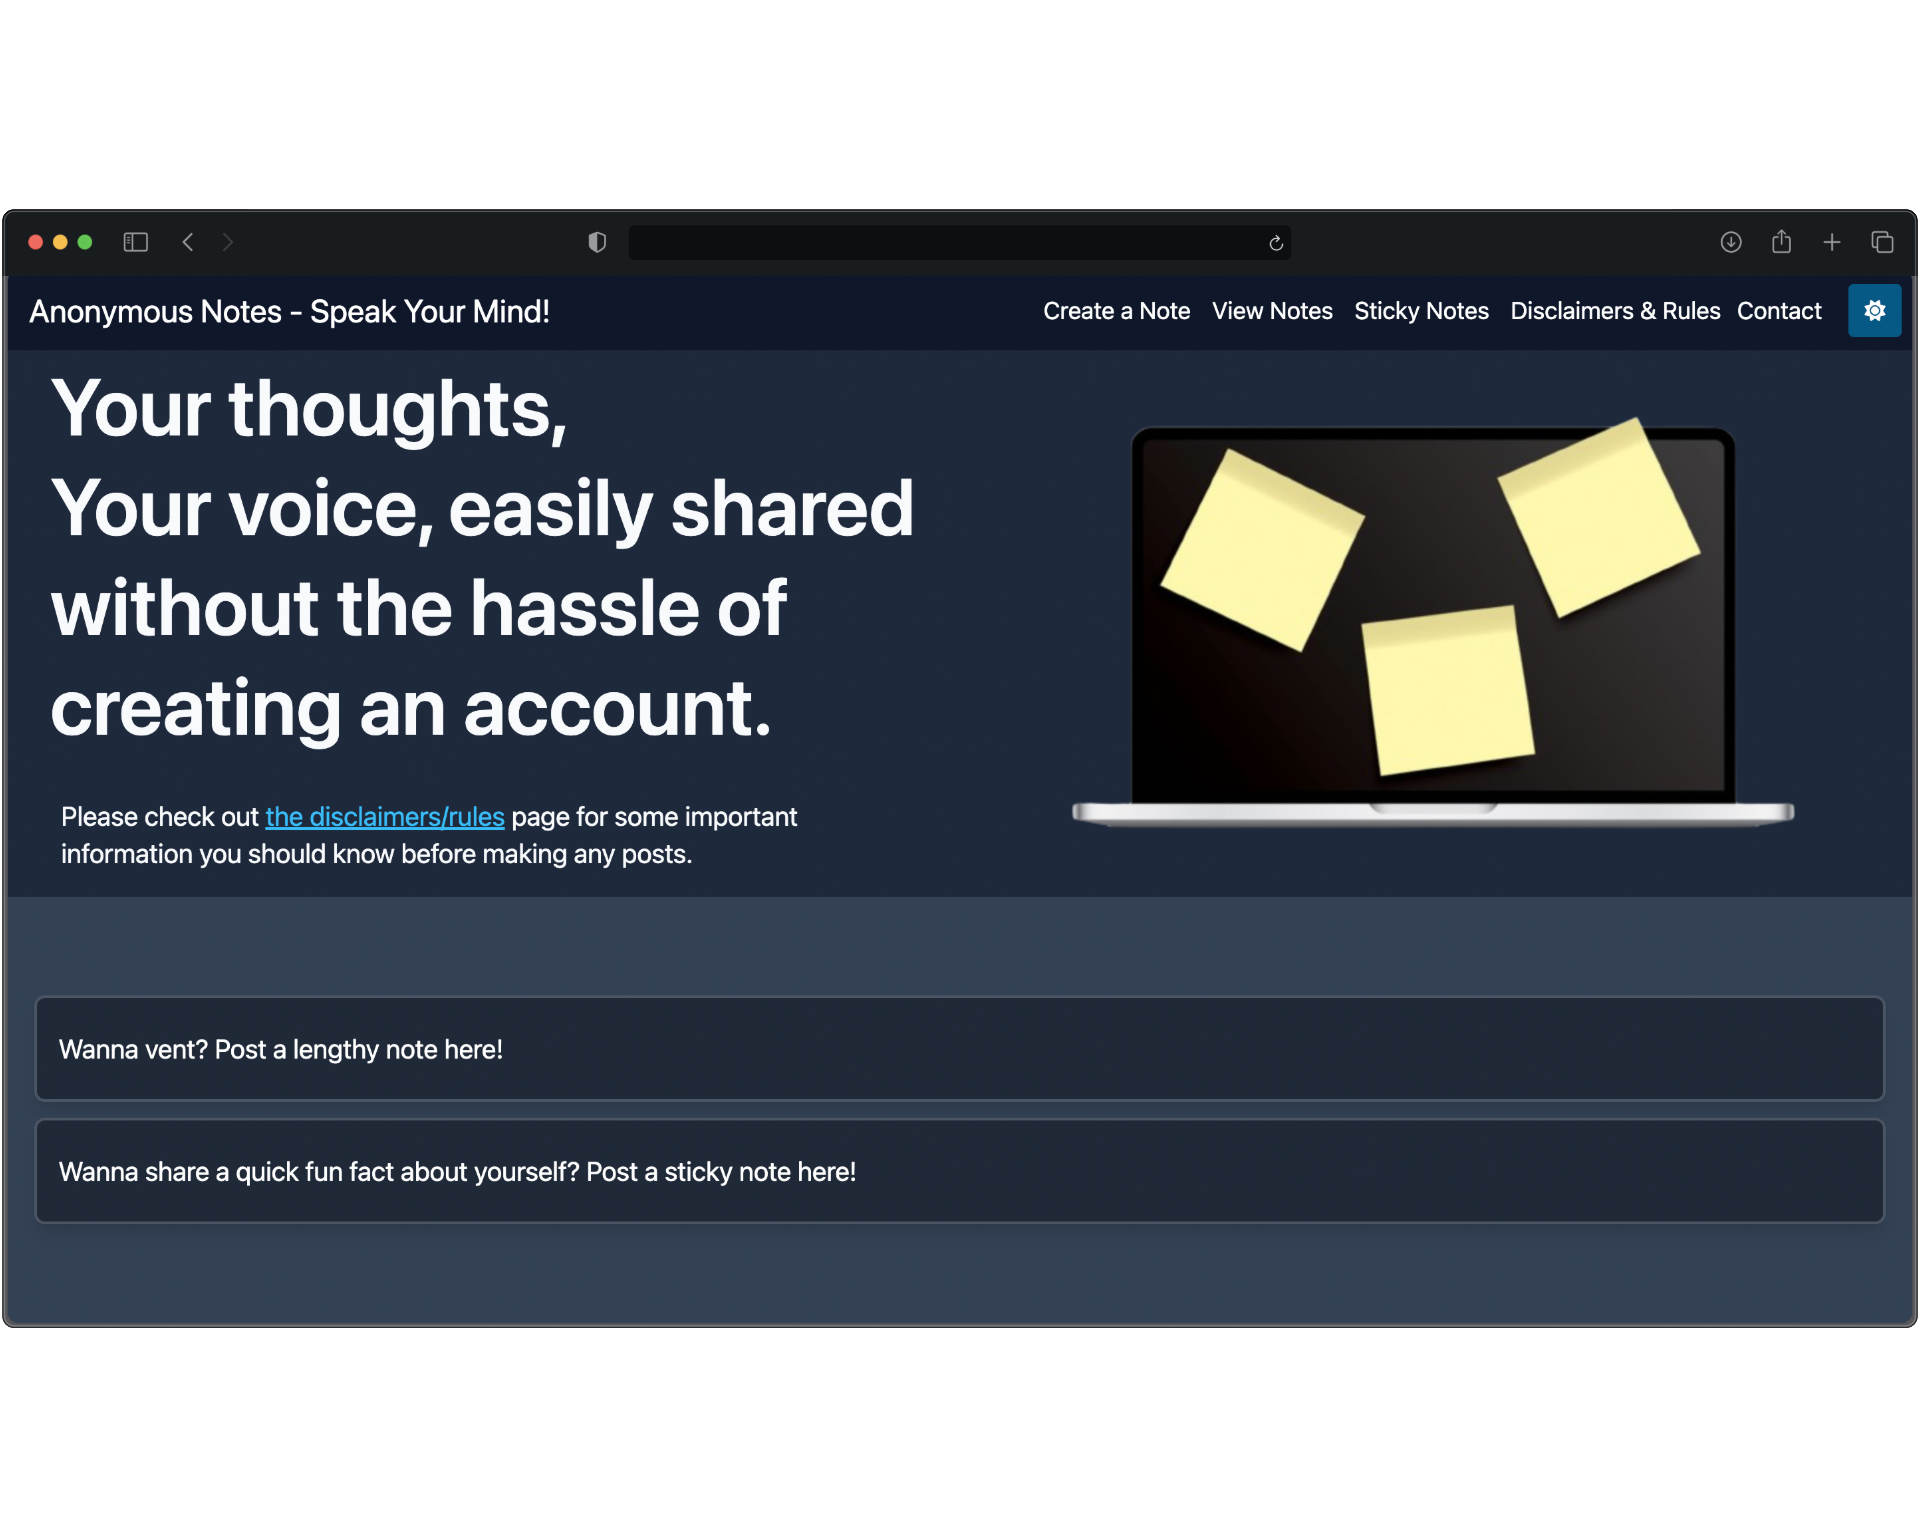 Anonymous Notes - Speak Your Mind!
Create a Note
View Notes
Sticky Notes
Disclaimers & Rules
Contact
Your thoughts,
Your voice, easily shared
without the hassle of
creating an account.
Please check out the disclaimers/rules page for some important
information you should know before making any posts.
Wanna vent? Post a lengthy note here!
Wanna share a quick fun fact about yourself? Post a sticky note here!